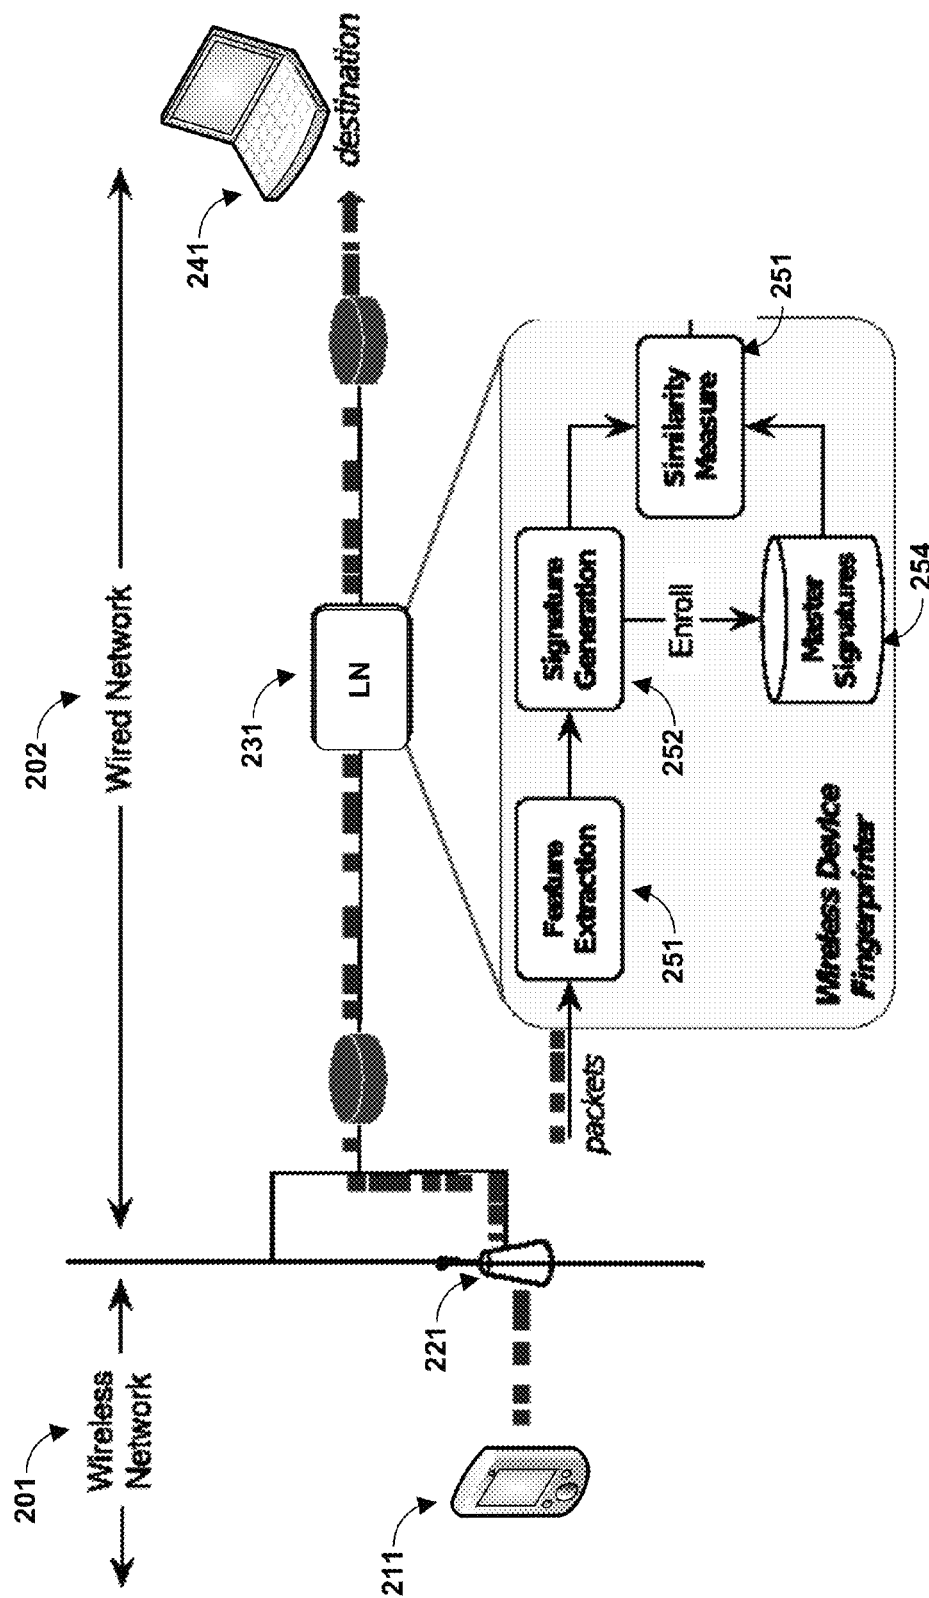 201
Wireless
Network
202
Wired Network
211
221
231
LN
241
destination
packets
Feature
Extraction
251
Signature
Generation
252
Enroll
Similarity
Measure
251
Master
Signatures
254
Wireless Device
Fingerprinter